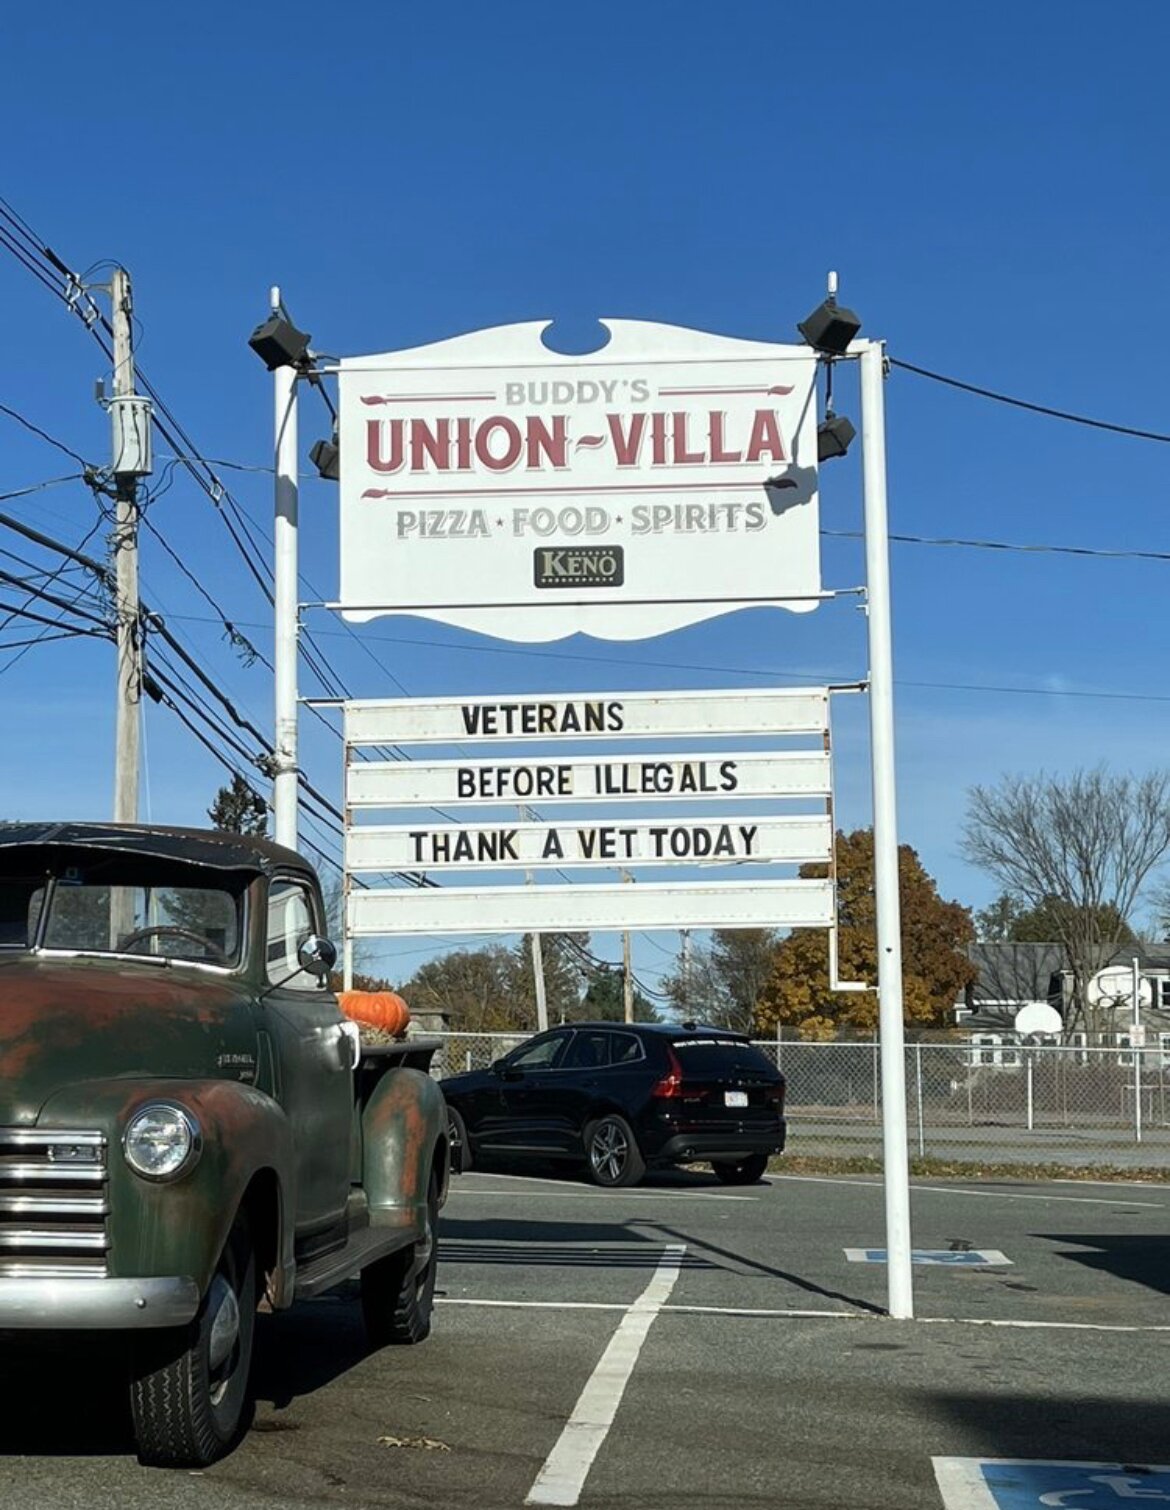 BUDDY'S
UNION~VILLA
PIZZA · FOOD · SPIRITS
KENO
VETERANS
BEFORE ILLEGALS
THANK A VET TODAY